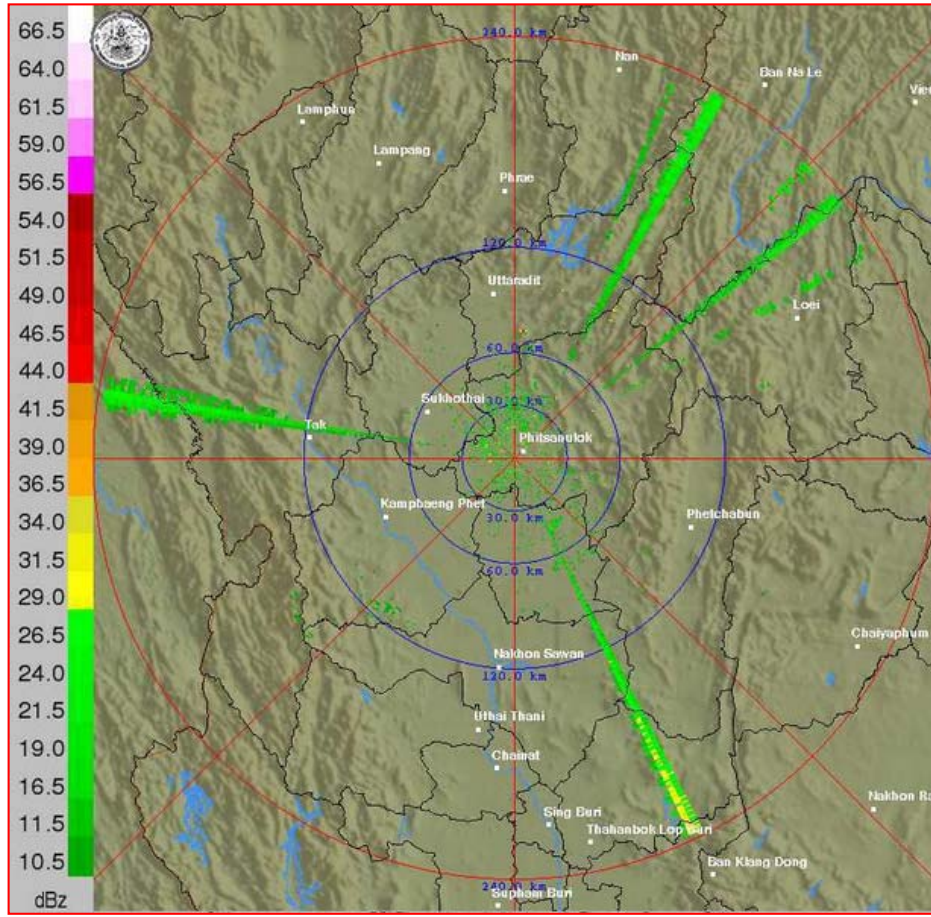 66.5
64.0
61.5
59.0
56.5
54.0
51.5
49.0
46.5
44.0
41.5
39.0
36.5
34.0
31.5
29.0
26.5
24.0
21.5
19.0
16.5
11.5
10.5
dBz
240.0 km
Nan
Ban Na Le
Lamphun
Lampang
Phrae
120.0 km
Uttaradit
Loei
60.0 km
30.0 km
Sukhothai
Tak
Phitsanulok
Kampbaeng Phet
30.0 km
Phetchabun
60.0 km
Chaiyaphum
Nakhon Sawan
120.0 km
Uthai Thani
Chainat
Sing Buri
Thahanbok Lop Buri
Ban Klang Dong
240.0 km
Supham Buri